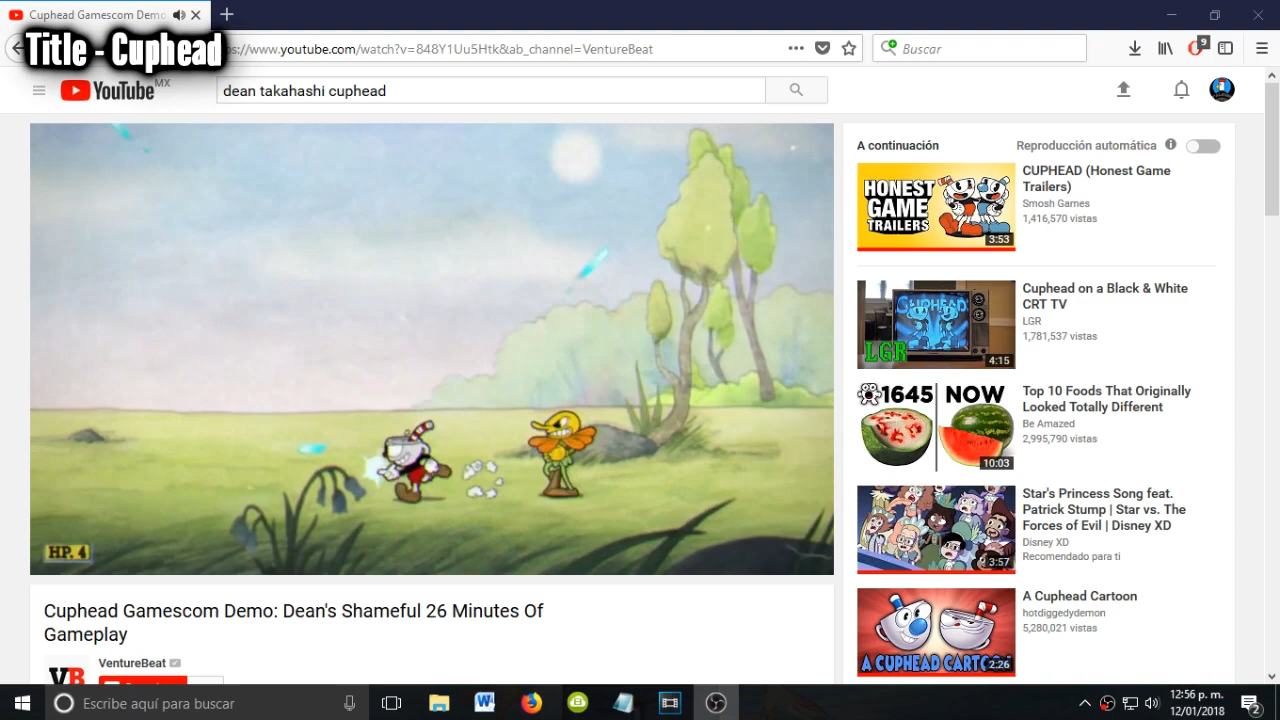 Cuphead Gamescom Demo
Title - Cuphead
www.youtube.com/watch?v=848Y1Uu5Htk&ab_channel=VentureBeat
Buscar
9
YouTube MX
dean takahashi cuphead
A continuación
Reproducción automática
HONEST
GAME
TRAILERS
3:53
CUPHEAD (Honest Game
Trailers)
Smosh Games
1,416,570 vistas
CUPHEAD
LGR
4:15
Cuphead on a Black & White
CRT TV
LGR
1,781,537 vistas
1645 NOW
10:03
Top 10 Foods That Originally
Looked Totally Different
Be Amazed
2,995,790 vistas
3:57
Star's Princess Song feat.
Patrick Stump | Star vs. The
Forces of Evil | Disney XD
Disney XD
Recomendado para ti
A CUPHEAD CARTOON
2:26
A Cuphead Cartoon
hotdiggedydemon
5,280,021 vistas
HP. 4
Cuphead Gamescom Demo: Dean's Shameful 26 Minutes Of
Gameplay
VB
VentureBeat
Escribe aquí para buscar
12:56 p. m.
12/01/2018
2